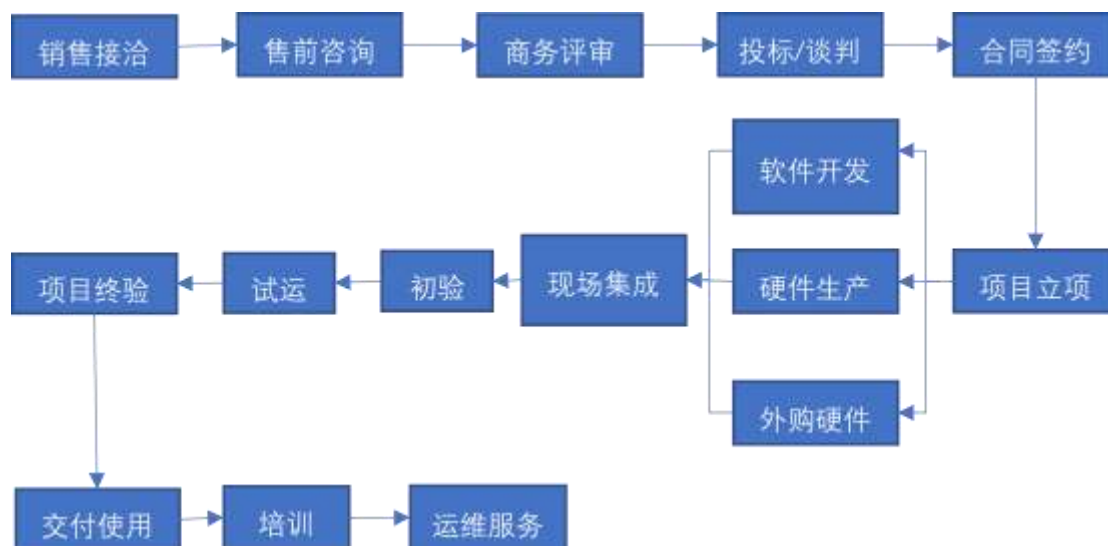 销售接洽
售前咨询
商务评审
投标/谈判
合同签约
软件开发
项目终验
试运
初验
现场集成
硬件生产
项目立项
外购硬件
交付使用
培训
运维服务